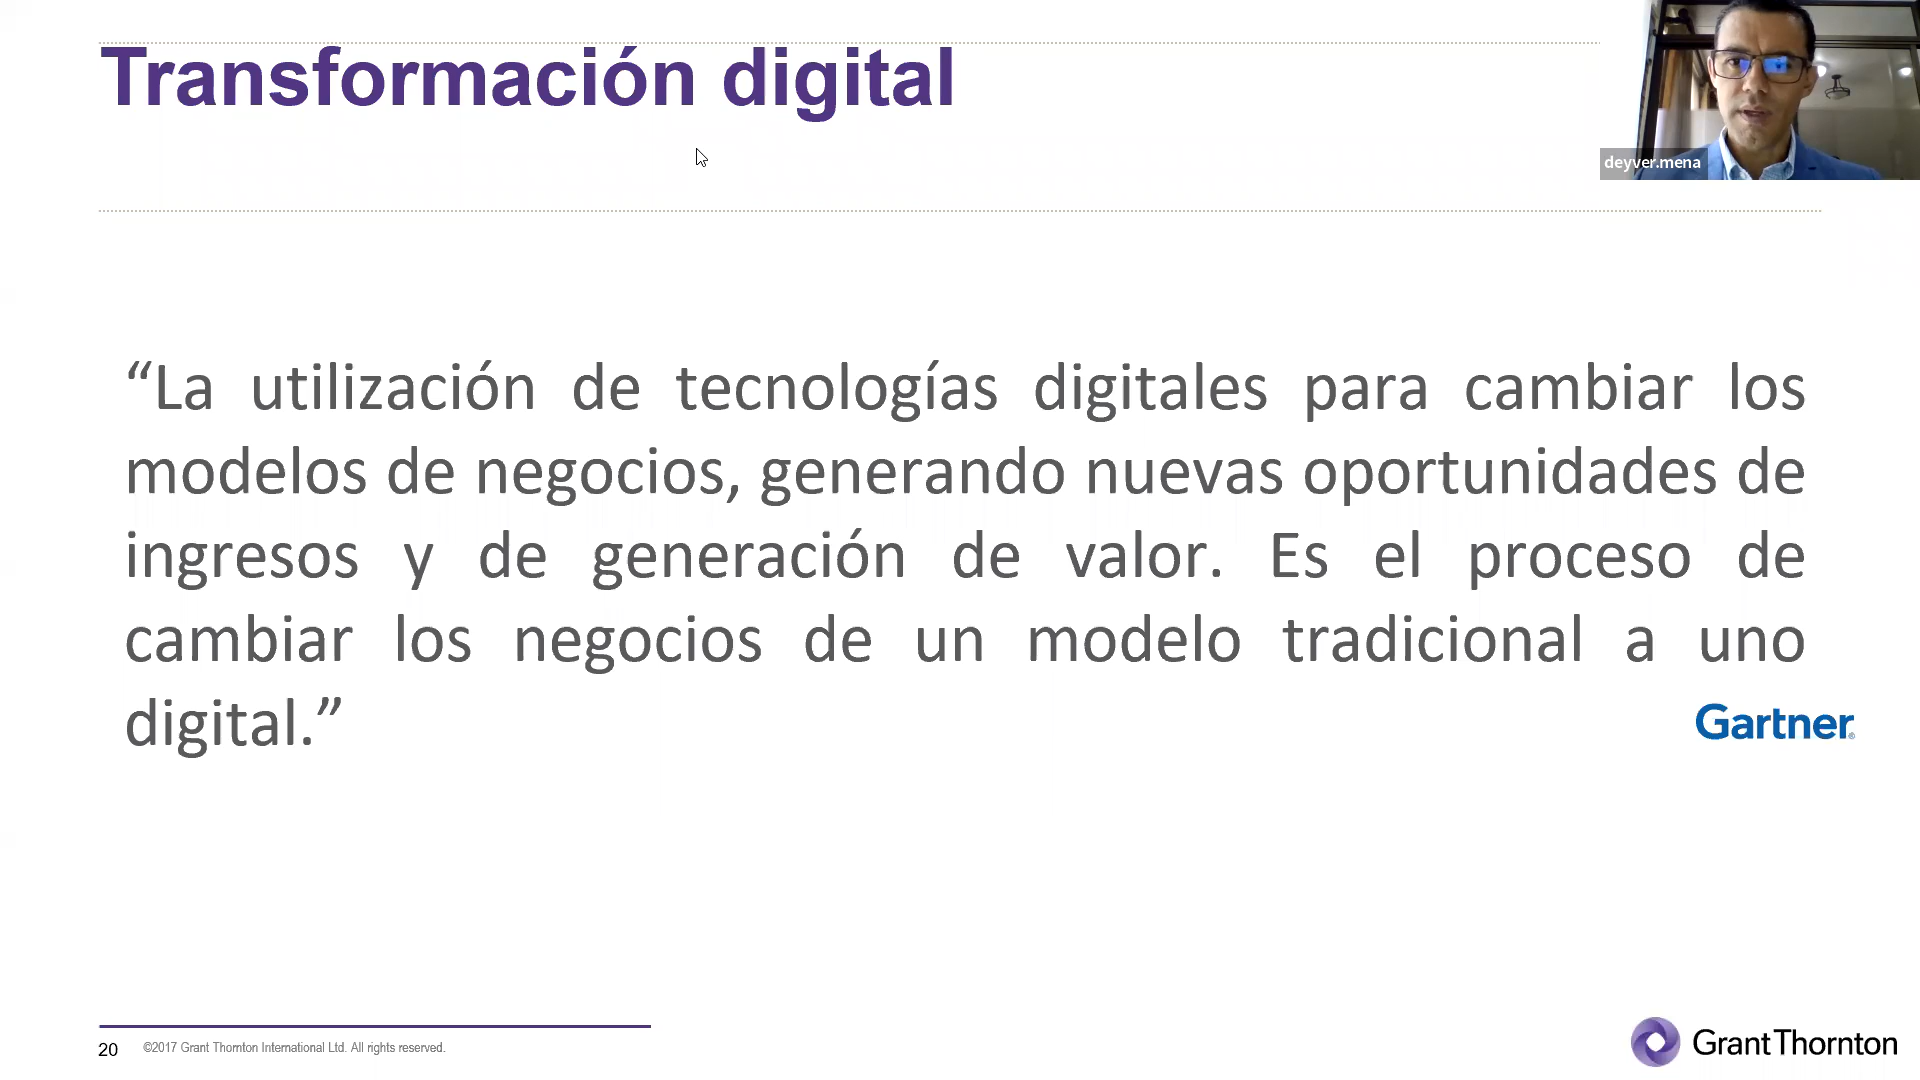 Transformación digital
deyver.mena
“La utilización de tecnologías digitales para cambiar los
modelos de negocios, generando nuevas oportunidades de
ingresos y de generación de valor. Es el proceso de
cambiar los negocios de un modelo tradicional a uno
digital.”
Gartner®
20 ©2017 Grant Thornton International Ltd. All rights reserved.
Grant Thornton